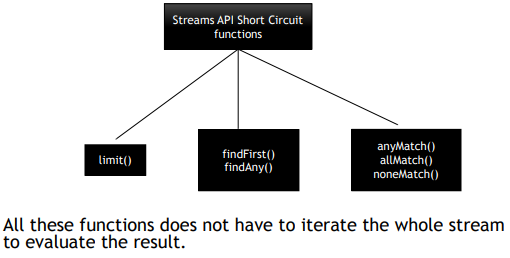 Streams API Short Circuit
functions
limit()
findFirst()
findAny()
anyMatch()
allMatch()
noneMatch()
All these functions does not have to iterate the whole stream
to evaluate the result.